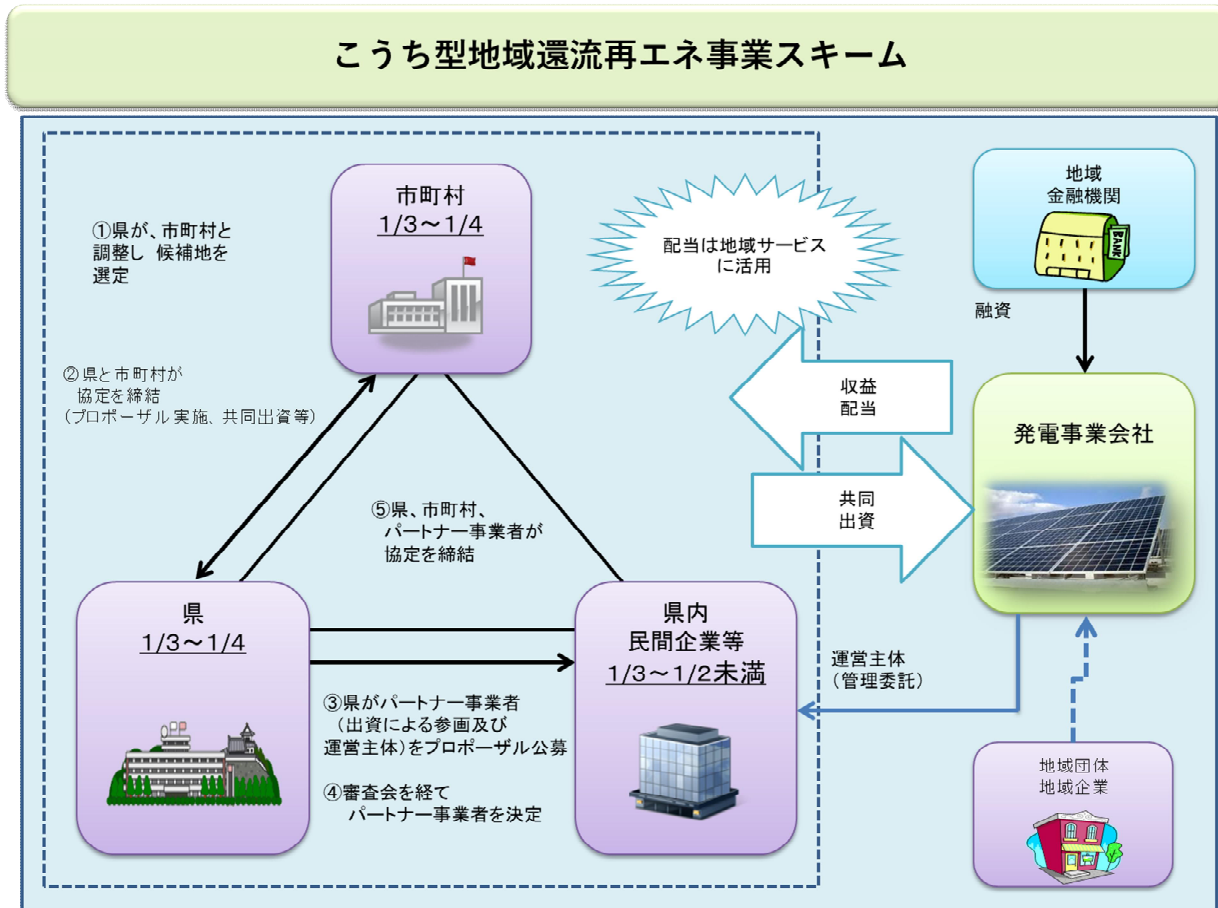 こうち型地域還流再エネ事業スキーム
市町村
1/3~1/4
①県が、市町村と
調整し 候補地を
選定
配当は地域サービス
に活用
地域
金融機関
BANK
融資
②県と市町村が
協定を締結
(プロポーザル実施、共同出資等)
収益
配当
発電事業会社
共同
出資
⑤県、市町村、
パートナー事業者が
協定を締結
県
1/3~1/4
県内
民間企業等
1/3~1/2未満
運営主体
(管理委託)
③県がパートナー事業者
(出資による参画及び
運営主体)をプロポーザル公募
④審査会を経て
パートナー事業者を決定
地域団体
地域企業